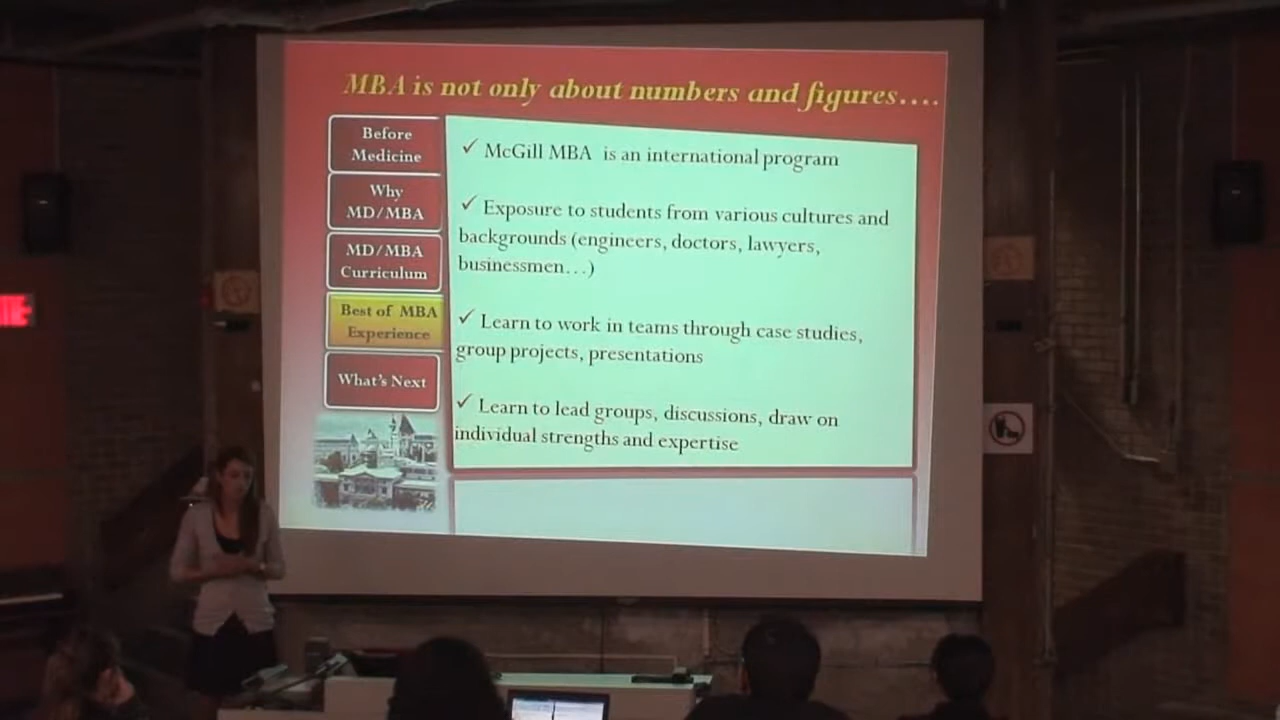 MBA is not only about numbers and figures....
Before
Medicine
Why
MD/MBA
MD/MBA
Curriculum
Best of MBA
Experience
What's Next
✓ McGill MBA is an international program
✓ Exposure to students from various cultures and
backgrounds (engineers, doctors, lawyers,
businessmen…)
✓ Learn to work in teams through case studies,
group projects, presentations
✓ Learn to lead groups, discussions, draw on
individual strengths and expertise